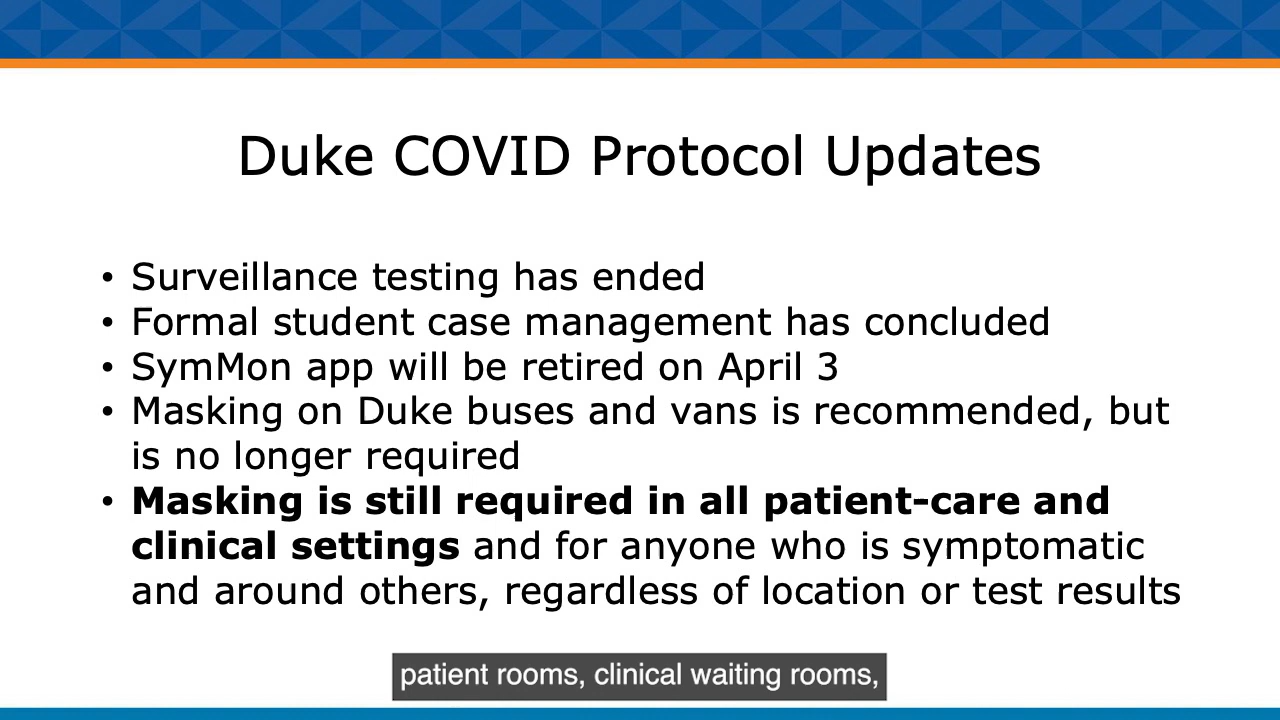 Duke COVID Protocol Updates
• Surveillance testing has ended
• Formal student case management has concluded
• SymMon app will be retired on April 3
• Masking on Duke buses and vans is recommended, but
is no longer required
• Masking is still required in all patient-care and
clinical settings and for anyone who is symptomatic
and around others, regardless of location or test results
patient rooms, clinical waiting rooms,